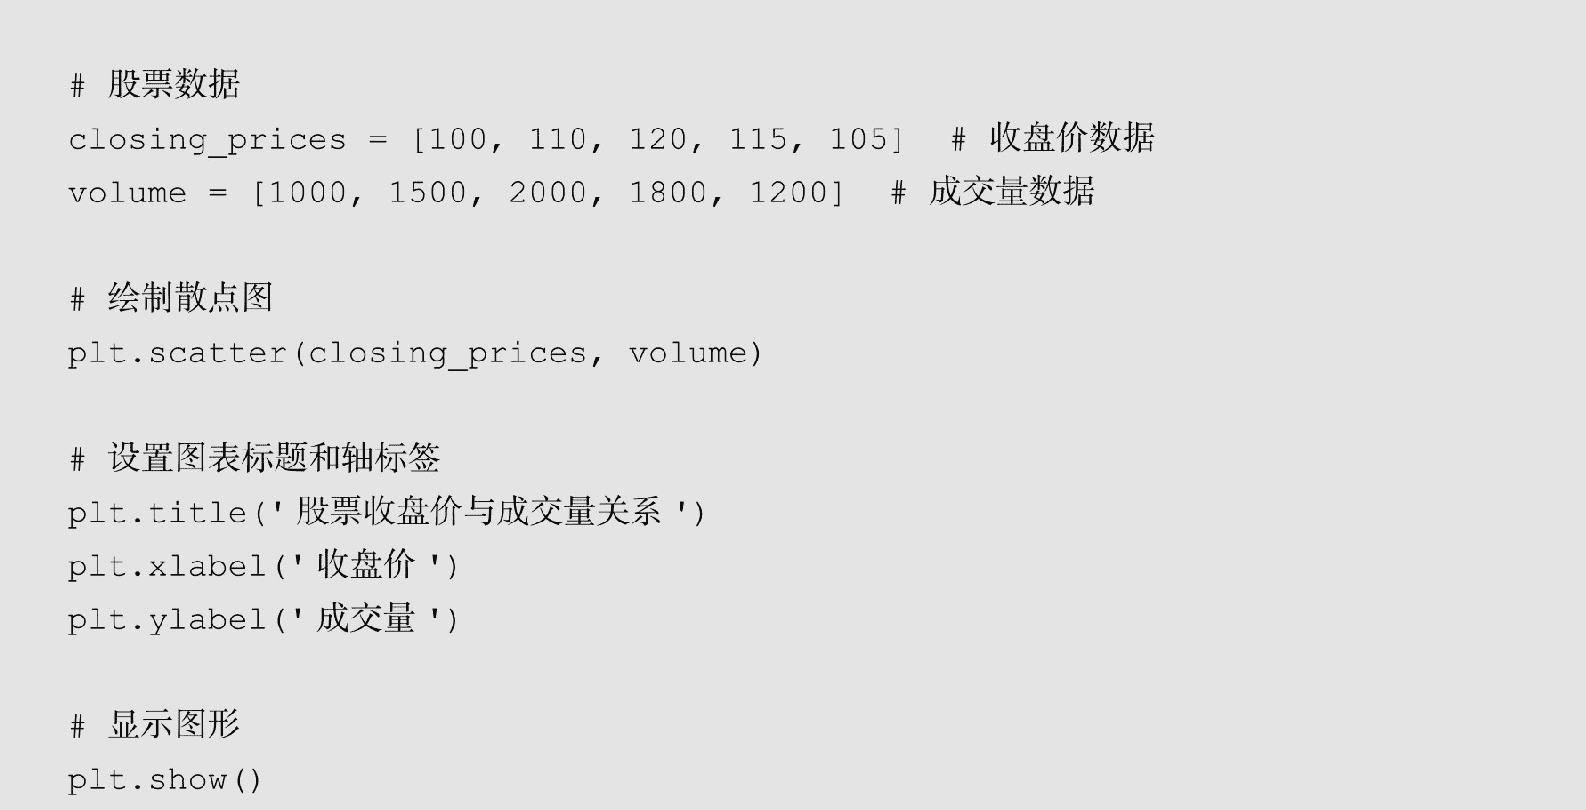 # 股票数据
closing_prices = [100, 110, 120, 115, 105]  # 收盘价数据
volume = [1000, 1500, 2000, 1800, 1200]  # 成交量数据
# 绘制散点图
plt.scatter(closing_prices, volume)
# 设置图表标题和轴标签
plt.title('股票收盘价与成交量关系')
plt.xlabel('收盘价')
plt.ylabel('成交量')
# 显示图形
plt.show()